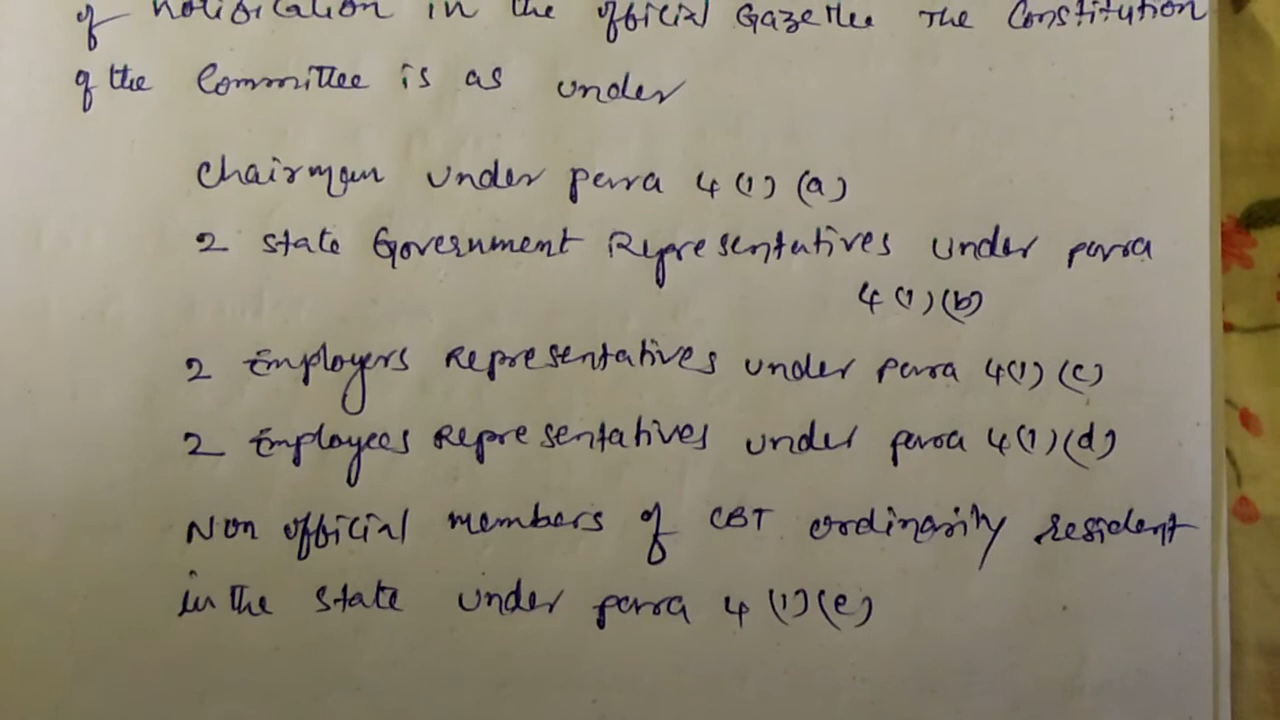 of notification in the official Gazettee The Constitution
of the Committee is as under
Chairman under para 4 (1) (a)
2 State Government Representatives under para
4 (1) (b)
2 Employers Representatives under para 4(1) (c)
2 Employees Representatives under para 4(1)(d)
Non official members of CBT ordinarity resident
in the State under para 4 (1)(e)